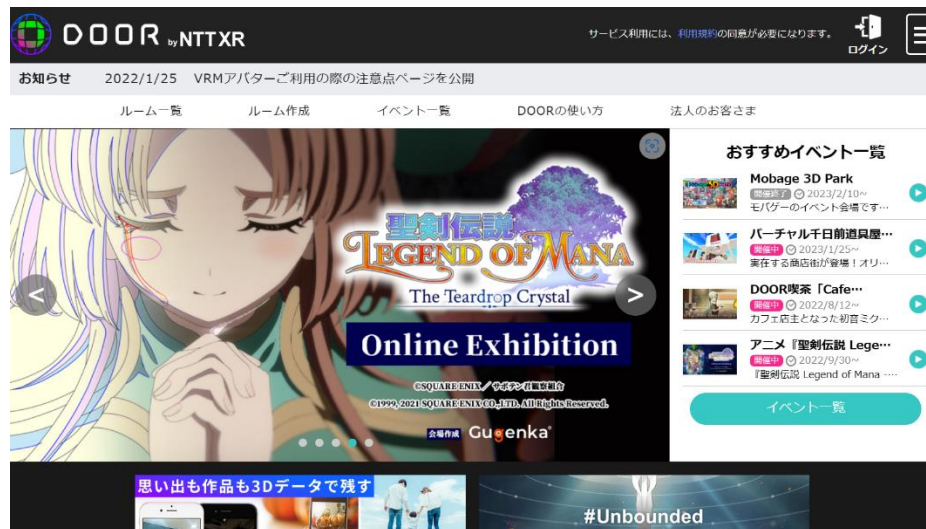 DOOR by NTT XR
サービス利用には、利用規約の同意が必要になります。
ログイン
お知らせ 2022/1/25 VRMアバターご利用の際の注意点ページを公開
ルーム一覧 ルーム作成 イベント一覧 DOORの使い方 法人のお客さま
聖剣伝説
LEGEND OF MANA
The Teardrop Crystal
Online Exhibition
©SQUARE ENIX／サボテン君観察組合
©1999, 2021 SQUARE ENIX CO., LTD. All Rights Reserved.
会場作成 Gugenka
おすすめイベント一覧
Mobage 3D Park
開催終了 2023/2/10~
モバゲーのイベント会場です…
バーチャル千日前道具屋…
開催中 2023/1/25~
実在する商店街が登場！オリ…
DOOR喫茶「Cafe…
開催中 2022/8/12~
カフェ店主となった初音ミク…
アニメ『聖剣伝説 Lege…
開催中 2022/9/30~
『聖剣伝説 Legend of Mana -…
イベント一覧
思い出も作品も3Dデータで残す
#Unbounded